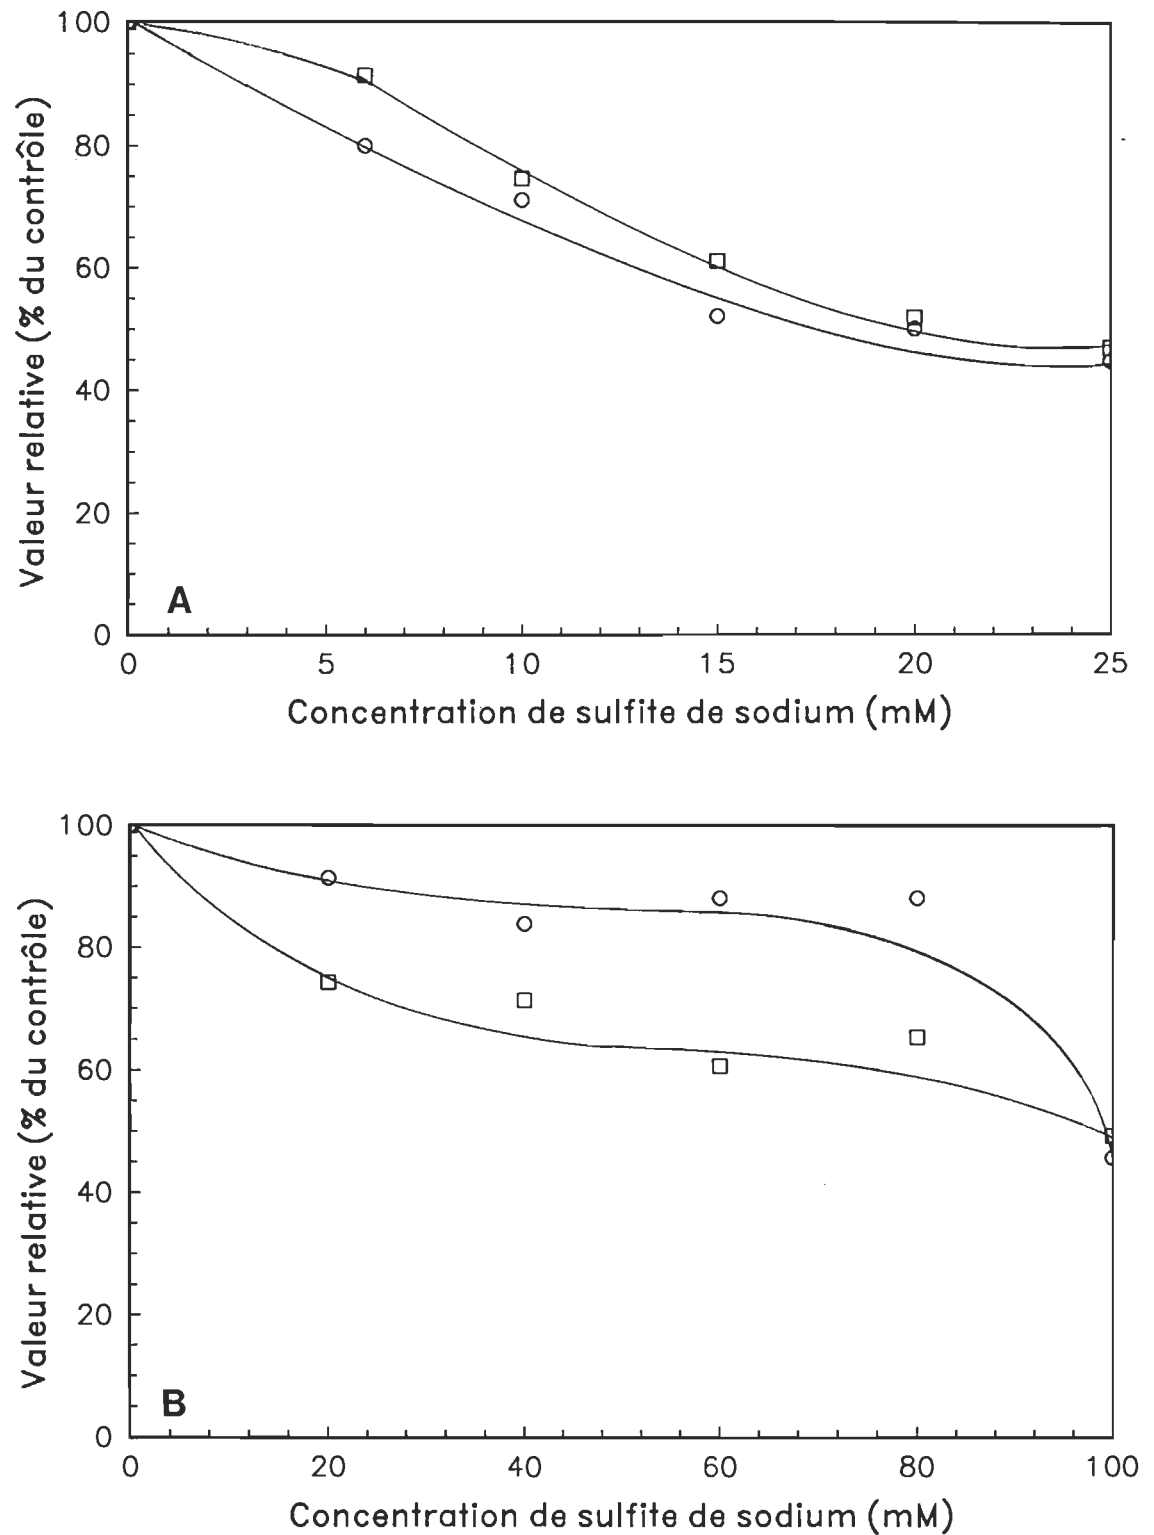 100
80
60
40
20
0
Valeur relative (% du contrôle)
A
0 5 10 15 20 25
Concentration de sulfite de sodium (mM)
100
80
60
40
20
0
Valeur relative (% du contrôle)
B
0 20 40 60 80 100
Concentration de sulfite de sodium (mM)